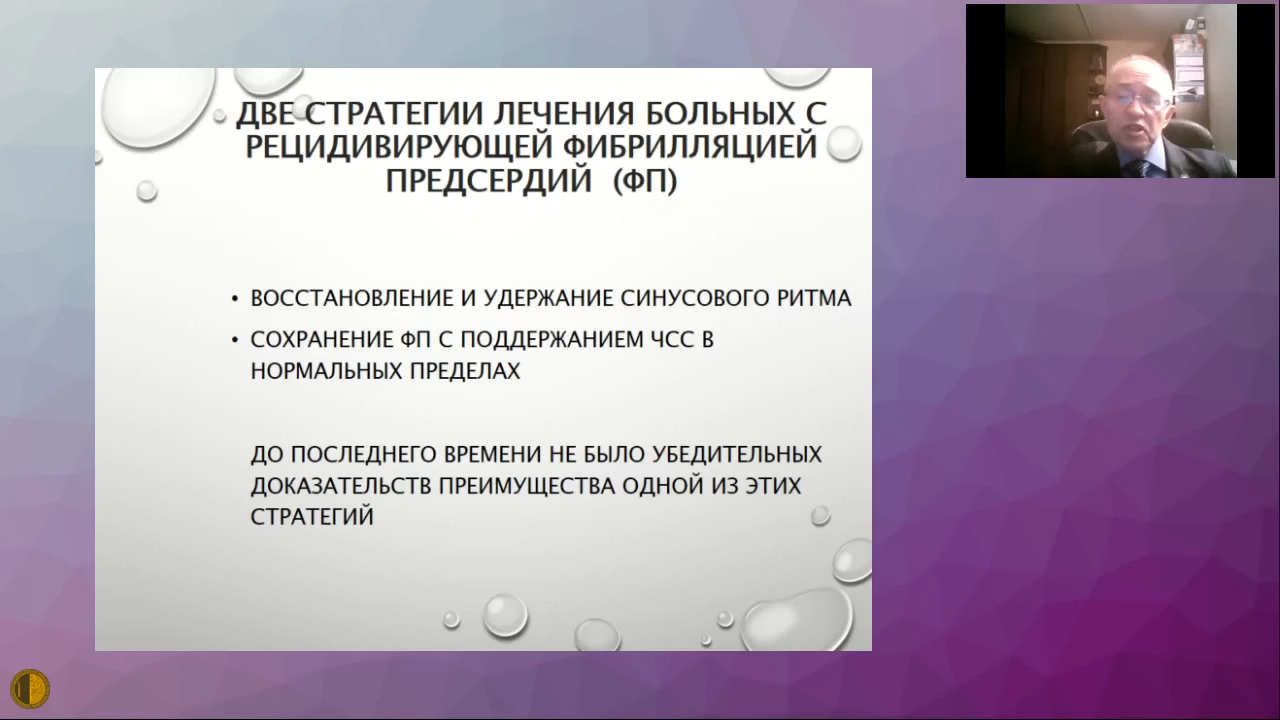 ДВЕ СТРАТЕГИИ ЛЕЧЕНИЯ БОЛЬНЫХ С
РЕЦИДИВИРУЮЩЕЙ ФИБРИЛЛЯЦИЕЙ
ПРЕДСЕРДИЙ (ФП)
• ВОССТАНОВЛЕНИЕ И УДЕРЖАНИЕ СИНУСОВОГО РИТМА
• СОХРАНЕНИЕ ФП С ПОДДЕРЖАНИЕМ ЧСС В
НОРМАЛЬНЫХ ПРЕДЕЛАХ
ДО ПОСЛЕДНЕГО ВРЕМЕНИ НЕ БЫЛО УБЕДИТЕЛЬНЫХ
ДОКАЗАТЕЛЬСТВ ПРЕИМУЩЕСТВА ОДНОЙ ИЗ ЭТИХ
СТРАТЕГИЙ